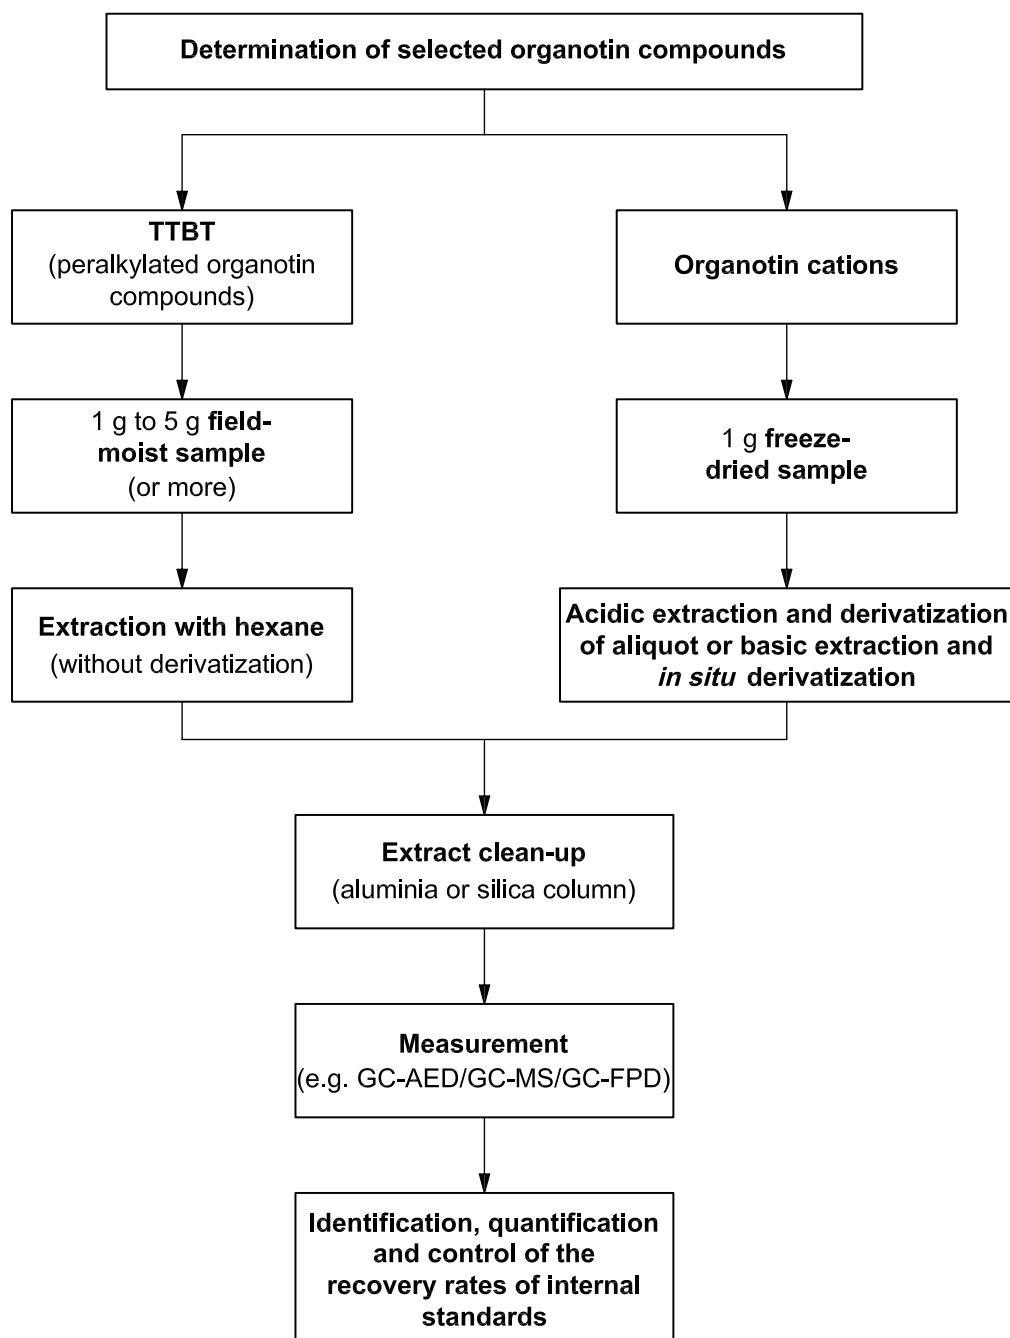 Determination of selected organotin compounds
TTBT
(peralkylated organotin
compounds)
Organotin cations
1 g to 5 g field-
moist sample
(or more)
1 g freeze-
dried sample
Extraction with hexane
(without derivatization)
Acidic extraction and derivatization
of aliquot or basic extraction and
in situ derivatization
Extract clean-up
(aluminia or silica column)
Measurement
(e.g. GC-AED/GC-MS/GC-FPD)
Identification, quantification
and control of the
recovery rates of internal
standards